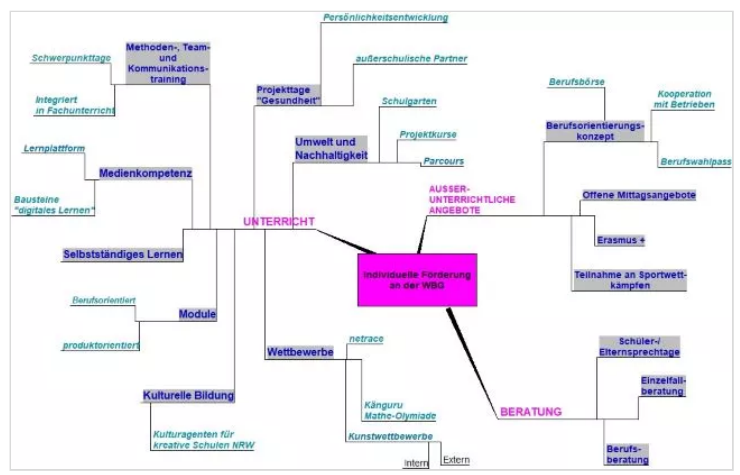 Persönlichkeitsentwicklung
Methoden-, Team-
und
Kommunikations-
training
Schwerpunkttage
Integriert
in Fachunterricht
Projekttage
"Gesundheit"
außerschulische Partner
Schulgarten
Umwelt und
Nachhaltigkeit
Projektkurse
Parcours
Lernplattform
Medienkompetenz
Bausteine
"digitales Lernen"
UNTERRICHT
Selbstständiges Lernen
Berufsorientiert
Module
produktorientiert
Kulturelle Bildung
Kulturagenten für
kreative Schulen NRW
Wettbewerbe
netrace
Känguru
Mathe-Olymiade
Kunstwettbewerbe
Intern
Extern
Individuelle Förderung
an der WBG
AUSSER-
UNTERRICHTLICHE
ANGEBOTE
Berufsbörse
Kooperation
mit Betrieben
Berufsorientierungs-
konzept
Berufswahlpass
Offene Mittagsangebote
Erasmus +
Teilnahme an Sportwett-
kämpfen
BERATUNG
Schüler-/
Elternsprechtage
Einzelfall-
beratung
Berufs-
beratung